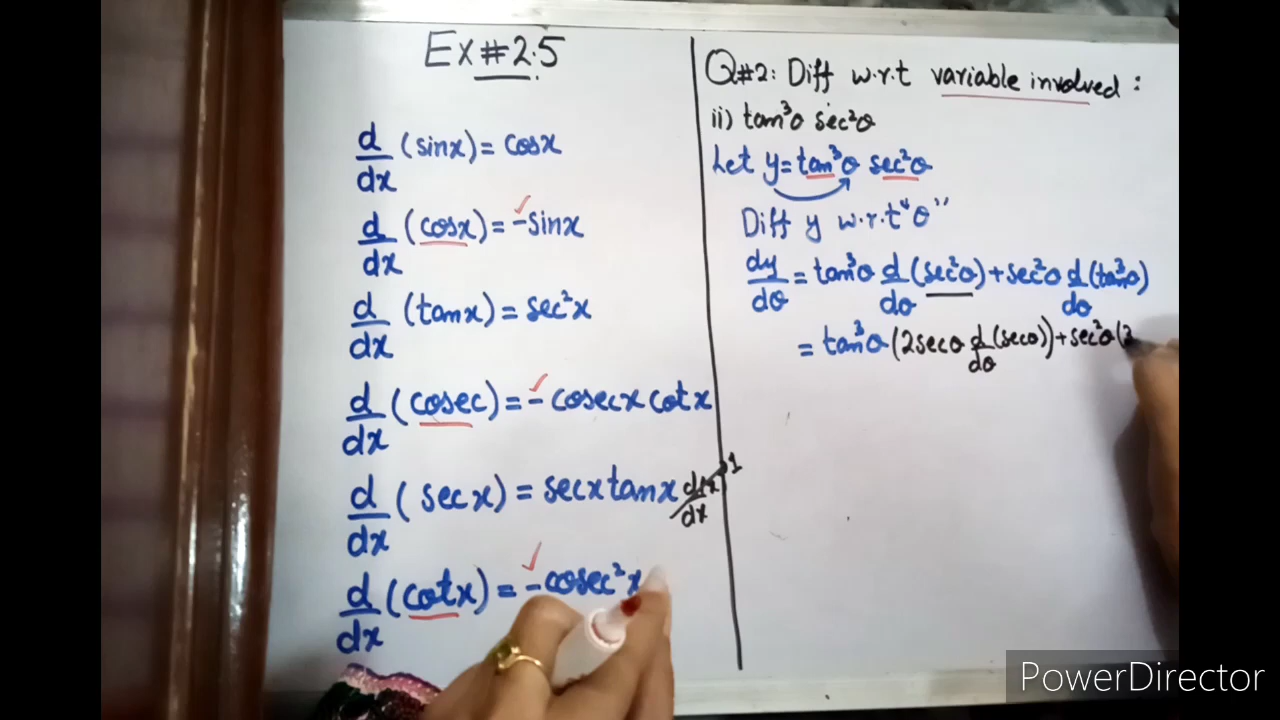 Ex#2.5
d/dx (sinx) = cosx
d/dx (cosx) = -sinx
d/dx (tanx) = sec²x
d/dx (cosec) = -cosecx cotx
d/dx (secx) = secx tanx dx/dx 1
d/dx (cotx) = -cosec²x
Q#2: Diff w.r.t variable involved:
ii) tan³θ sec²θ
Let y = tan³θ sec²θ
Diff y w.r.t "θ"
dy/dθ = tan³θ d/dθ (sec²θ) + sec²θ d/dθ (tan³θ)
= tan³θ (2secθ d/dθ (secθ)) + sec²θ (3
PowerDirector